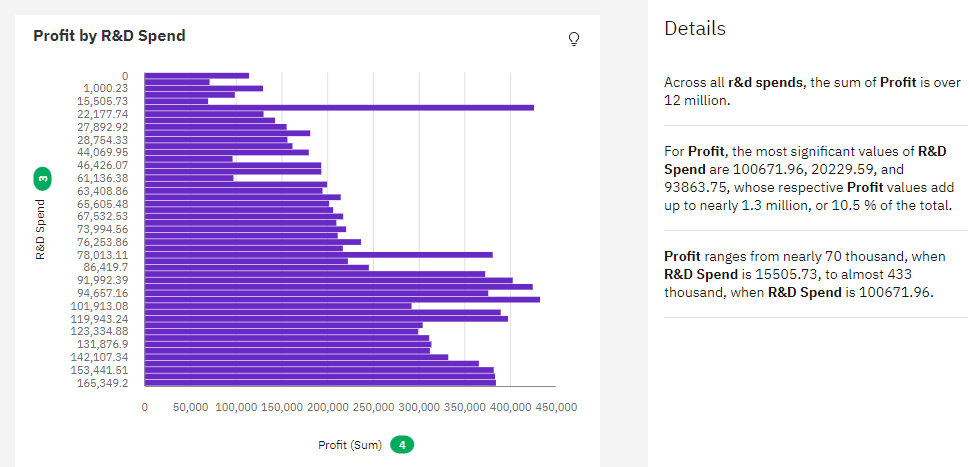 Profit by R&D Spend
0
1,000.23
15,505.73
22,177.74
27,892.92
28,754.33
44,069.95
46,426.07
61,136.38
63,408.86
65,605.48
67,532.53
73,994.56
76,253.86
78,013.11
86,419.7
91,992.39
94,657.16
101,913.08
119,943.24
123,334.88
131,876.9
142,107.34
153,441.51
165,349.2
R&D Spend 3
0 50,000 100,000 150,000 200,000 250,000 300,000 350,000 400,000 450,000
Profit (Sum) 4
Details
Across all r&d spends, the sum of Profit is over
12 million.
For Profit, the most significant values of R&D
Spend are 100671.96, 20229.59, and
93863.75, whose respective Profit values add
up to nearly 1.3 million, or 10.5 % of the total.
Profit ranges from nearly 70 thousand, when
R&D Spend is 15505.73, to almost 433
thousand, when R&D Spend is 100671.96.